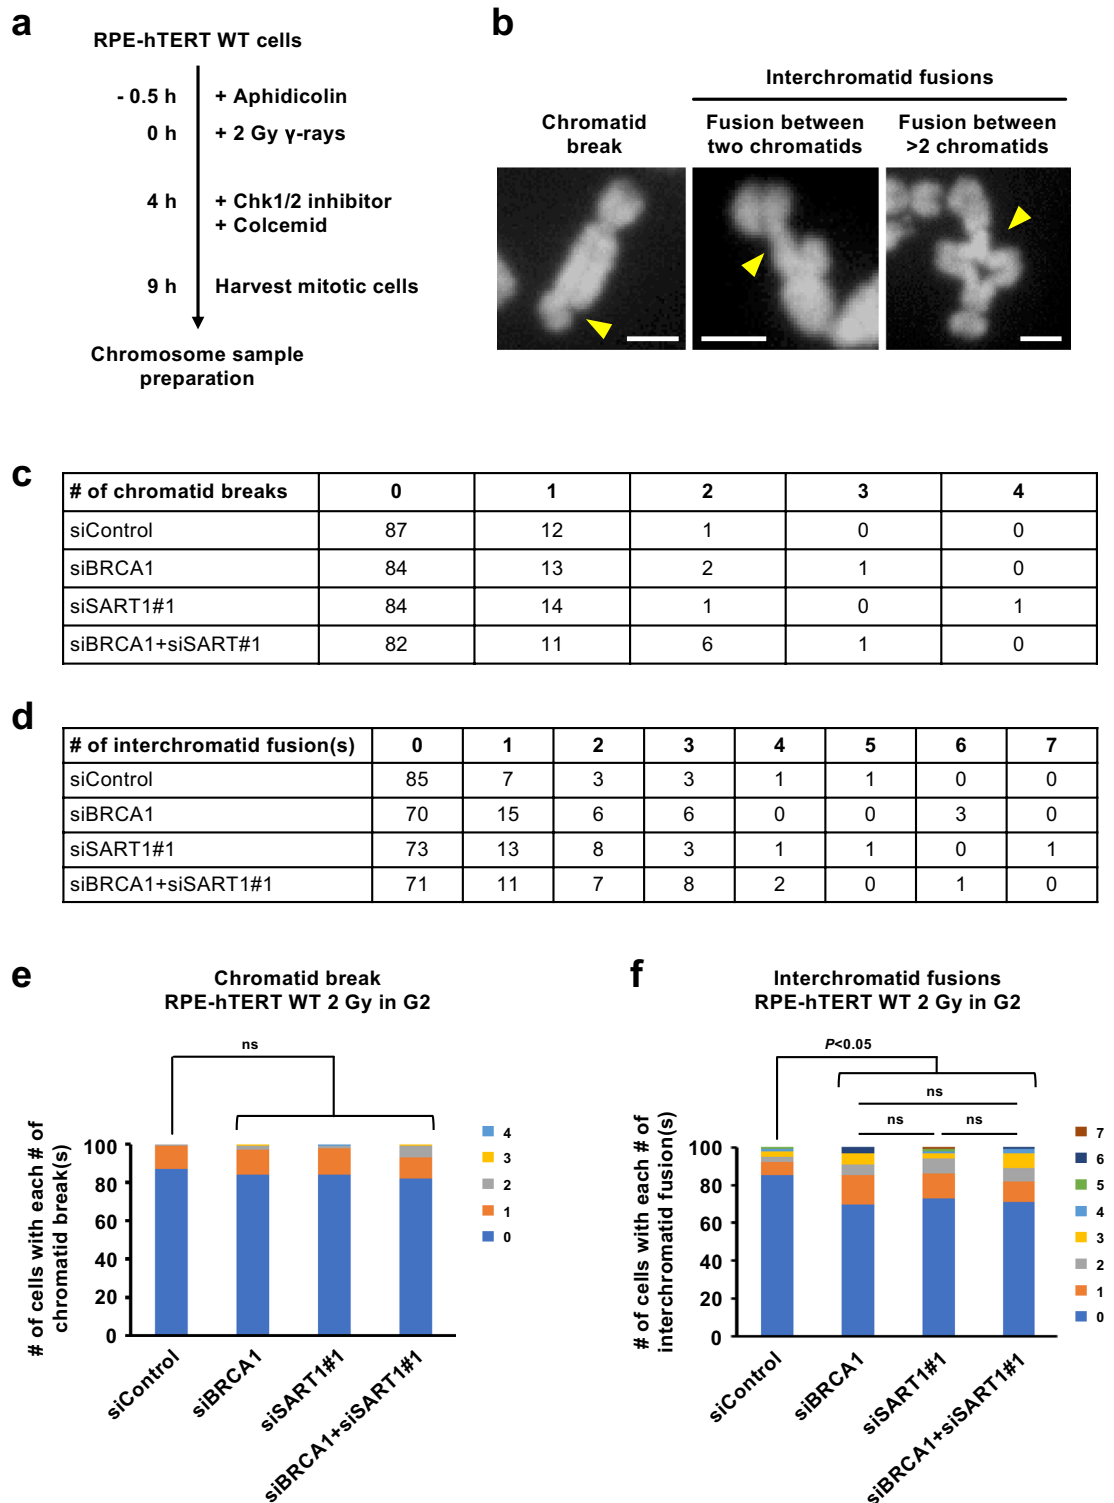 a
RPE-hTERT WT cells
- 0.5 h + Aphidicolin
0 h + 2 Gy γ-rays
4 h + Chk1/2 inhibitor
+ Colcemid
9 h Harvest mitotic cells
Chromosome sample
preparation
b
Interchromatid fusions
Chromatid
break
Fusion between
two chromatids
Fusion between
>2 chromatids
c
# of chromatid breaks 0 1 2 3 4
siControl 87 12 1 0 0
siBRCA1 84 13 2 1 0
siSART1#1 84 14 1 0 1
siBRCA1+siSART#1 82 11 6 1 0
d
# of interchromatid fusion(s) 0 1 2 3 4 5 6 7
siControl 85 7 3 3 1 1 0 0
siBRCA1 70 15 6 6 0 0 3 0
siSART1#1 73 13 8 3 1 1 0 1
siBRCA1+siSART1#1 71 11 7 8 2 0 1 0
e
Chromatid break
RPE-hTERT WT 2 Gy in G2
ns
# of cells with each # of
chromatid break(s)
100
80
60
40
20
0
4
3
2
1
0
siControl
siBRCA1
siSART1#1
siBRCA1+siSART1#1
f
Interchromatid fusions
RPE-hTERT WT 2 Gy in G2
P<0.05
ns
ns
ns
# of cells with each # of
interchromatid fusion(s)
100
80
60
40
20
0
7
6
5
4
3
2
1
0
siControl
siBRCA1
siSART1#1
siBRCA1+siSART1#1